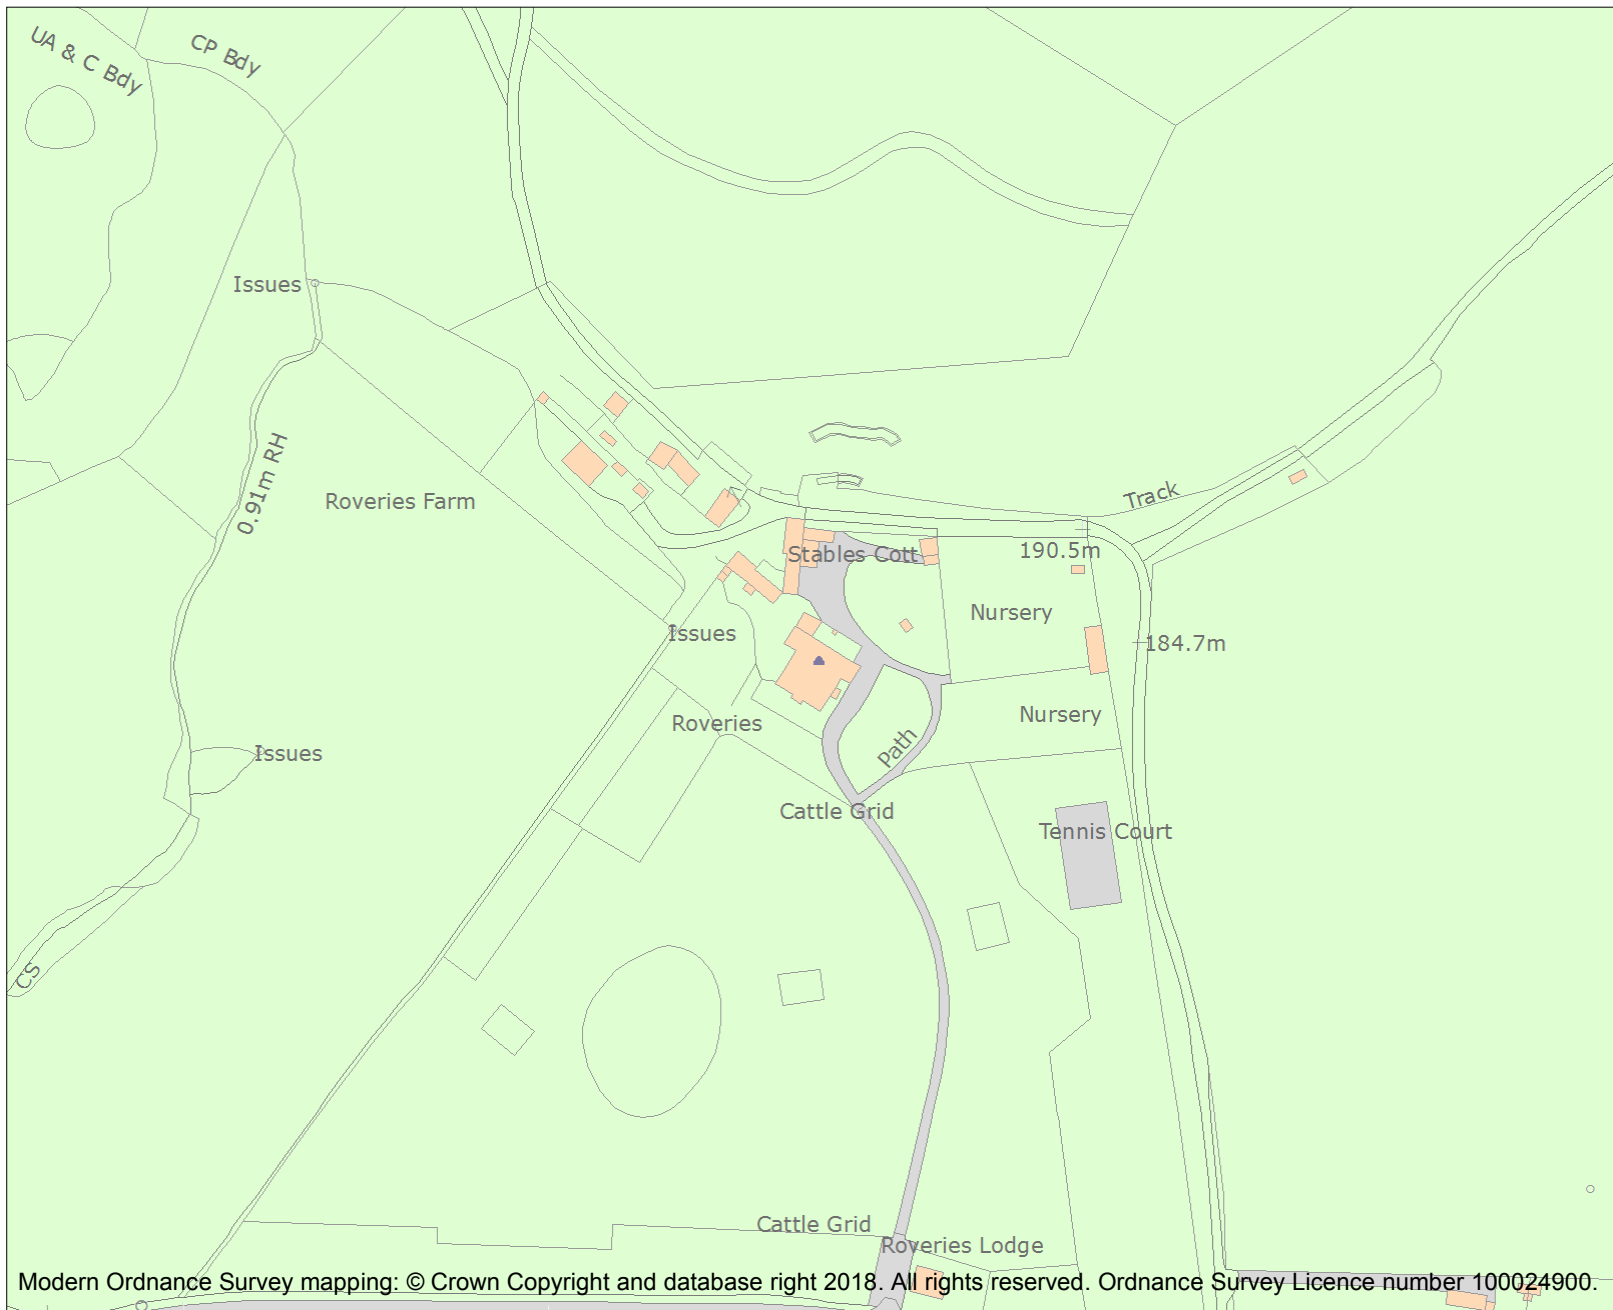 UA & C Bdy
CP Bdy
Issues
0.91m RH
Roveries Farm
Track
190.5m
Stables Cott
Nursery
Issues
184.7m
Nursery
Roveries
Path
Issues
Cattle Grid
Tennis Court
CS
Cattle Grid
Roveries Lodge
Modern Ordnance Survey mapping: © Crown Copyright and database right 2018. All rights reserved. Ordnance Survey Licence number 100024900.